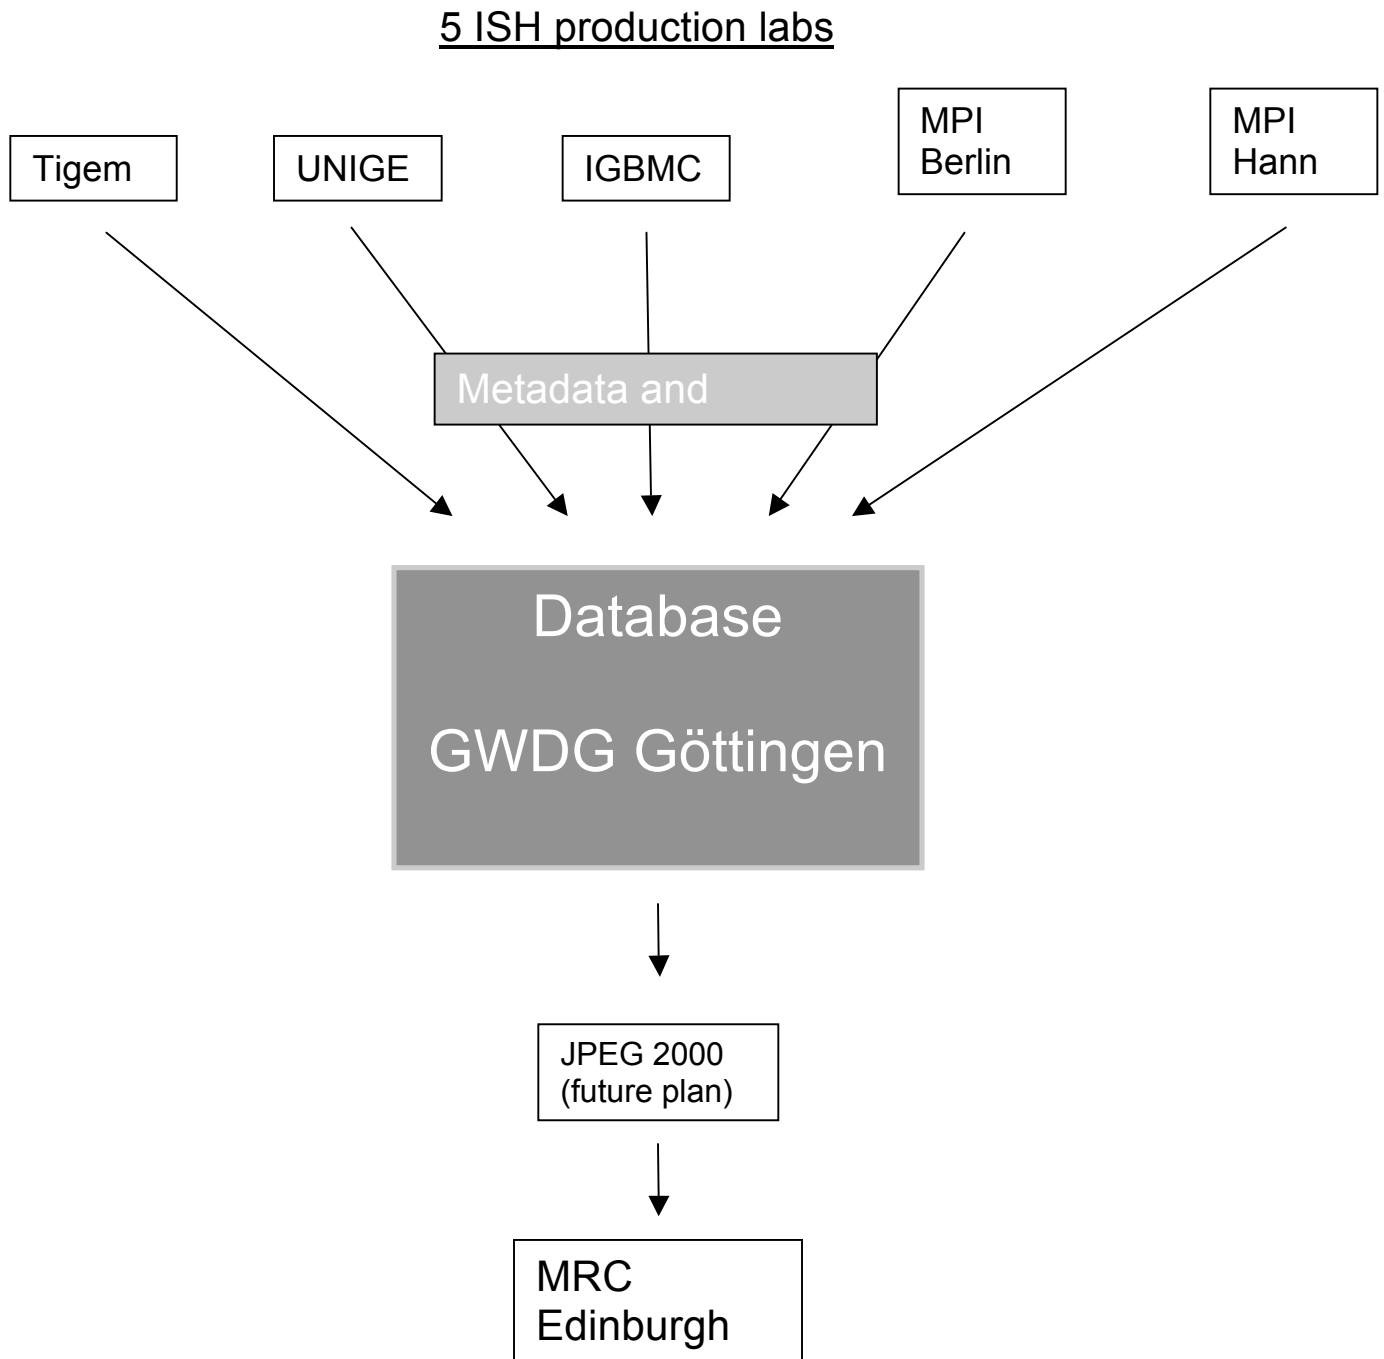 5 ISH production labs
Tigem
UNIGE
IGBMC
MPI
Berlin
MPI
Hann
Metadata and
Database
GWDG Göttingen
JPEG 2000
(future plan)
MRC
Edinburgh